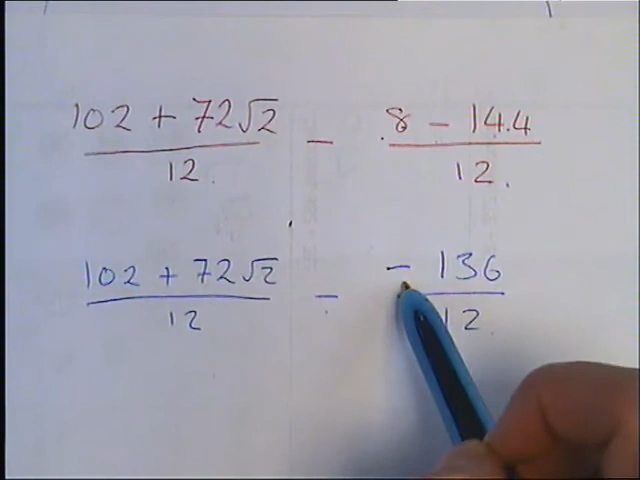 102 + 72√2 / 12 - 8 - 144 / 12
102 + 72√2 / 12 - - 136 / 12